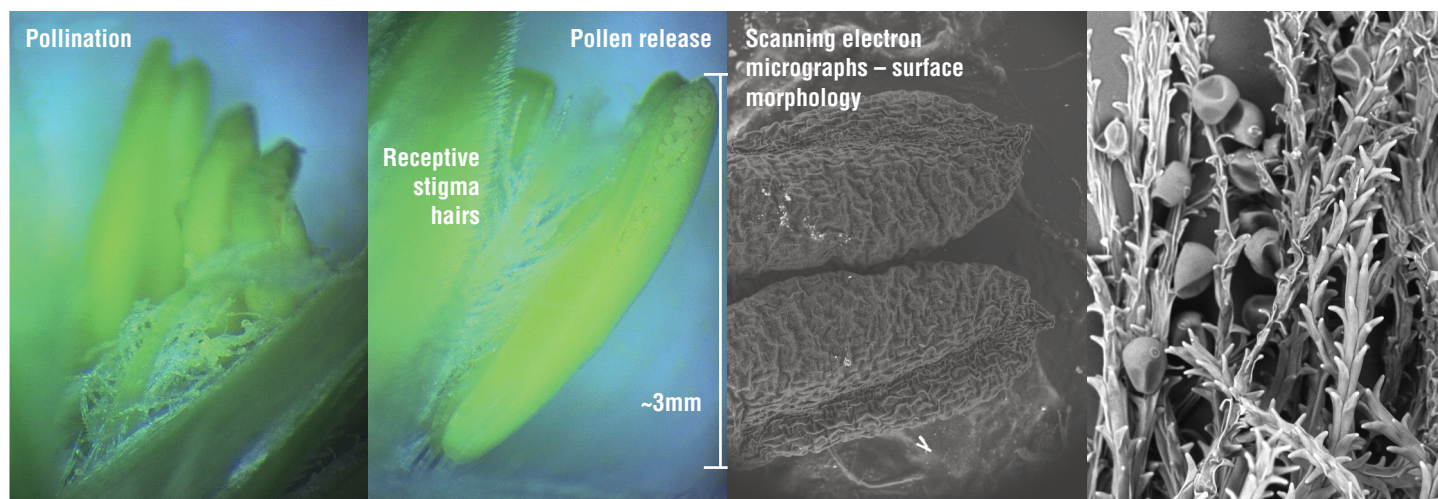 Pollination
Pollen release
Receptive
stigma
hairs
~3mm
Scanning electron
micrographs – surface
morphology